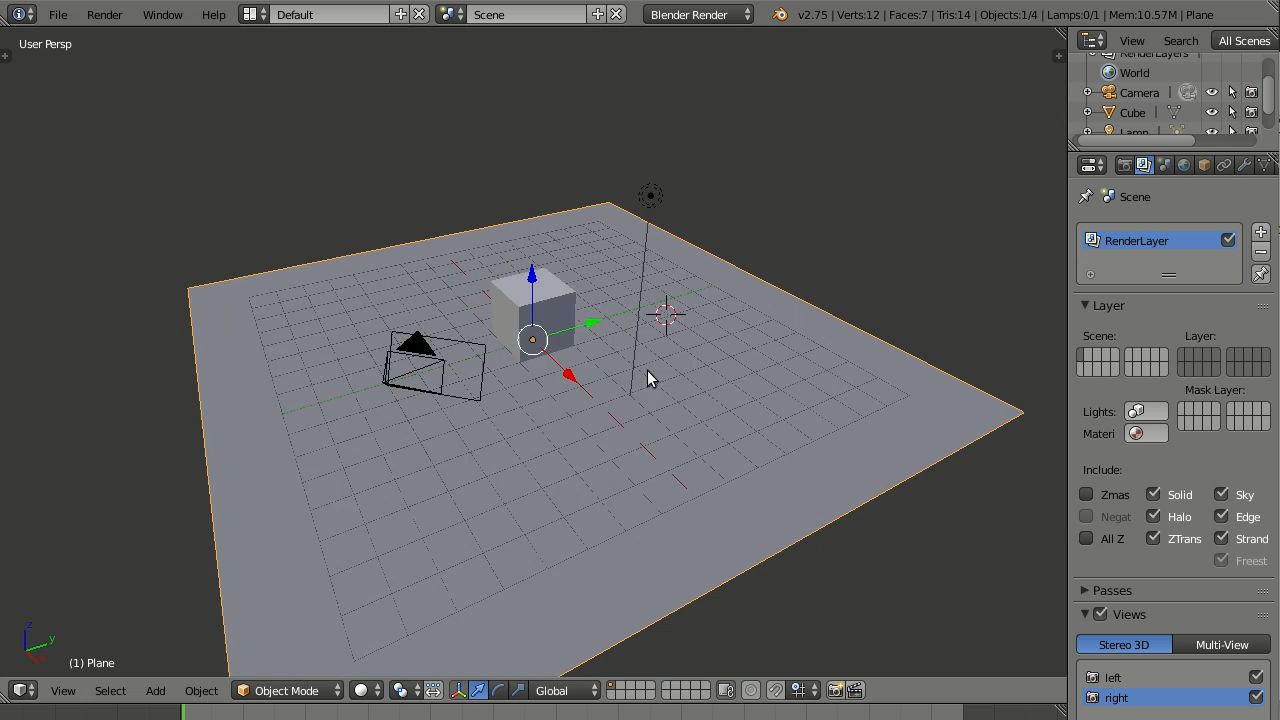 File Render Window Help Default Scene Blender Render v2.75 | Verts:12 | Faces:7 | Tris:14 | Objects:1/4 | Lamps:0/1 | Mem:10.57M | Plane
User Persp
View Search All Scenes
RenderLayers
World
Camera
Cube
Lamp
Scene
RenderLayer
Layer
Scene: Layer:
Mask Layer:
Lights:
Materi
Include:
Zmas Solid Sky
Negat Halo Edge
All Z ZTrans Strand
Freest
Passes
Views
Stereo 3D Multi-View
left
right
z
y
x
(1) Plane
View Select Add Object Object Mode Global